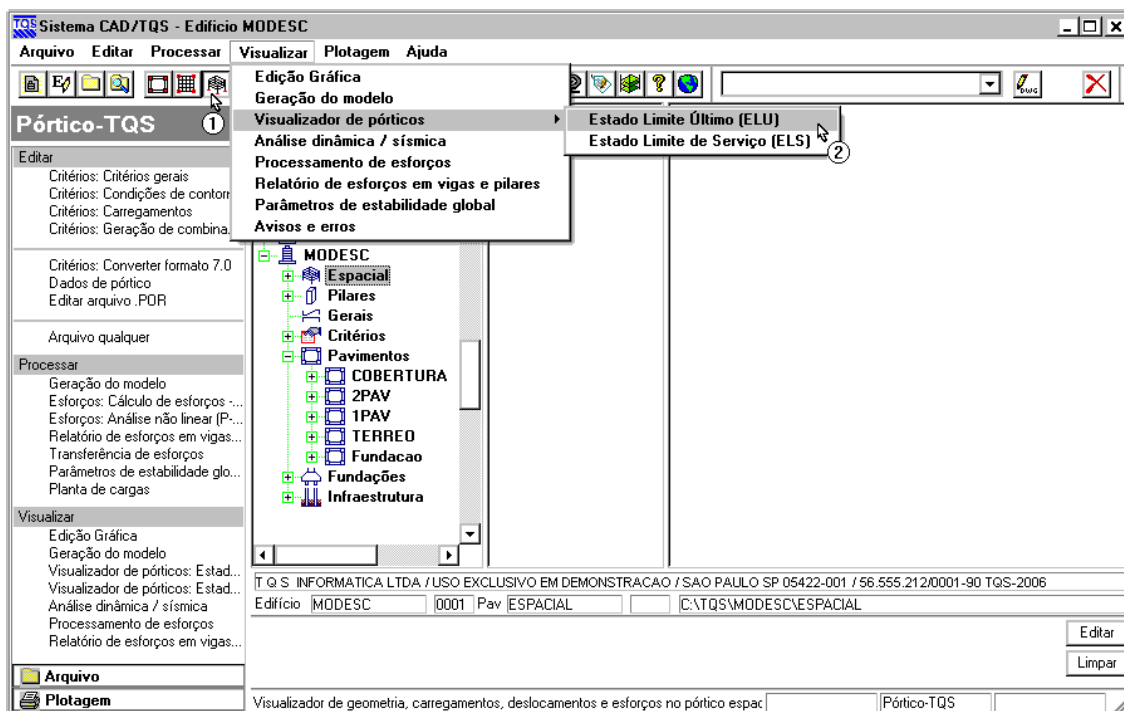 TQS Sistema CAD/TQS - Edificio MODESC
Arquivo Editar Processar Visualizar Plotagem Ajuda
Edição Gráfica
Geração do modelo
Visualizador de pórticos
Análise dinâmica / sísmica
Processamento de esforços
Relatório de esforços em vigas e pilares
Parâmetros de estabilidade global
Avisos e erros
Estado Limite Último (ELU)
Estado Limite de Serviço (ELS)
2
DWG
Pórtico-TQS 1
Editar
Critérios: Critérios gerais
Critérios: Condições de contorn
Critérios: Carregamentos
Critérios: Geração de combina..
Critérios: Converter formato 7.0
Dados de pórtico
Editar arquivo .POR
Arquivo qualquer
Processar
Geração do modelo
Esforços: Cálculo de esforços -...
Esforços: Análise não linear (P-...
Relatório de esforços em vigas...
Transferência de esforços
Parâmetros de estabilidade glo...
Planta de cargas
Visualizar
Edição Gráfica
Geração do modelo
Visualizador de pórticos: Estad...
Visualizador de pórticos: Estad...
Análise dinâmica / sísmica
Processamento de esforços
Relatório de esforços em vigas...
Arquivo
Plotagem
MODESC
Espacial
Pilares
Gerais
Critérios
Pavimentos
COBERTURA
2PAV
1PAV
TERREO
Fundacao
Fundações
Infraestrutura
T Q S INFORMATICA LTDA / USO EXCLUSIVO EM DEMONSTRACAO / SAO PAULO SP 05422-001 / 56.555.212/0001-90 TQS-2006
Edifício MODESC 0001 Pav ESPACIAL C:\TQS\MODESC\ESPACIAL
Editar
Limpar
Visualizador de geometria, carregamentos, deslocamentos e esforços no pórtico espac Pórtico-TQS